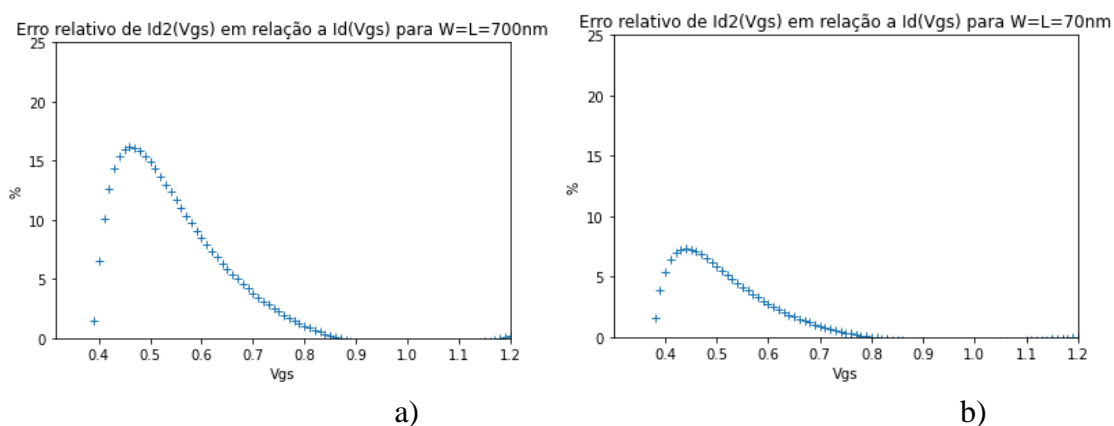 Erro relativo de Id2(Vgs) em relação a Id(Vgs) para W=L=700nm
25
20
15
10
5
0
%
0.4 0.5 0.6 0.7 0.8 0.9 1.0 1.1 1.2
Vgs
a)
Erro relativo de Id2(Vgs) em relação a Id(Vgs) para W=L=70nm
25
20
15
10
5
0
%
0.4 0.5 0.6 0.7 0.8 0.9 1.0 1.1 1.2
Vgs
b)